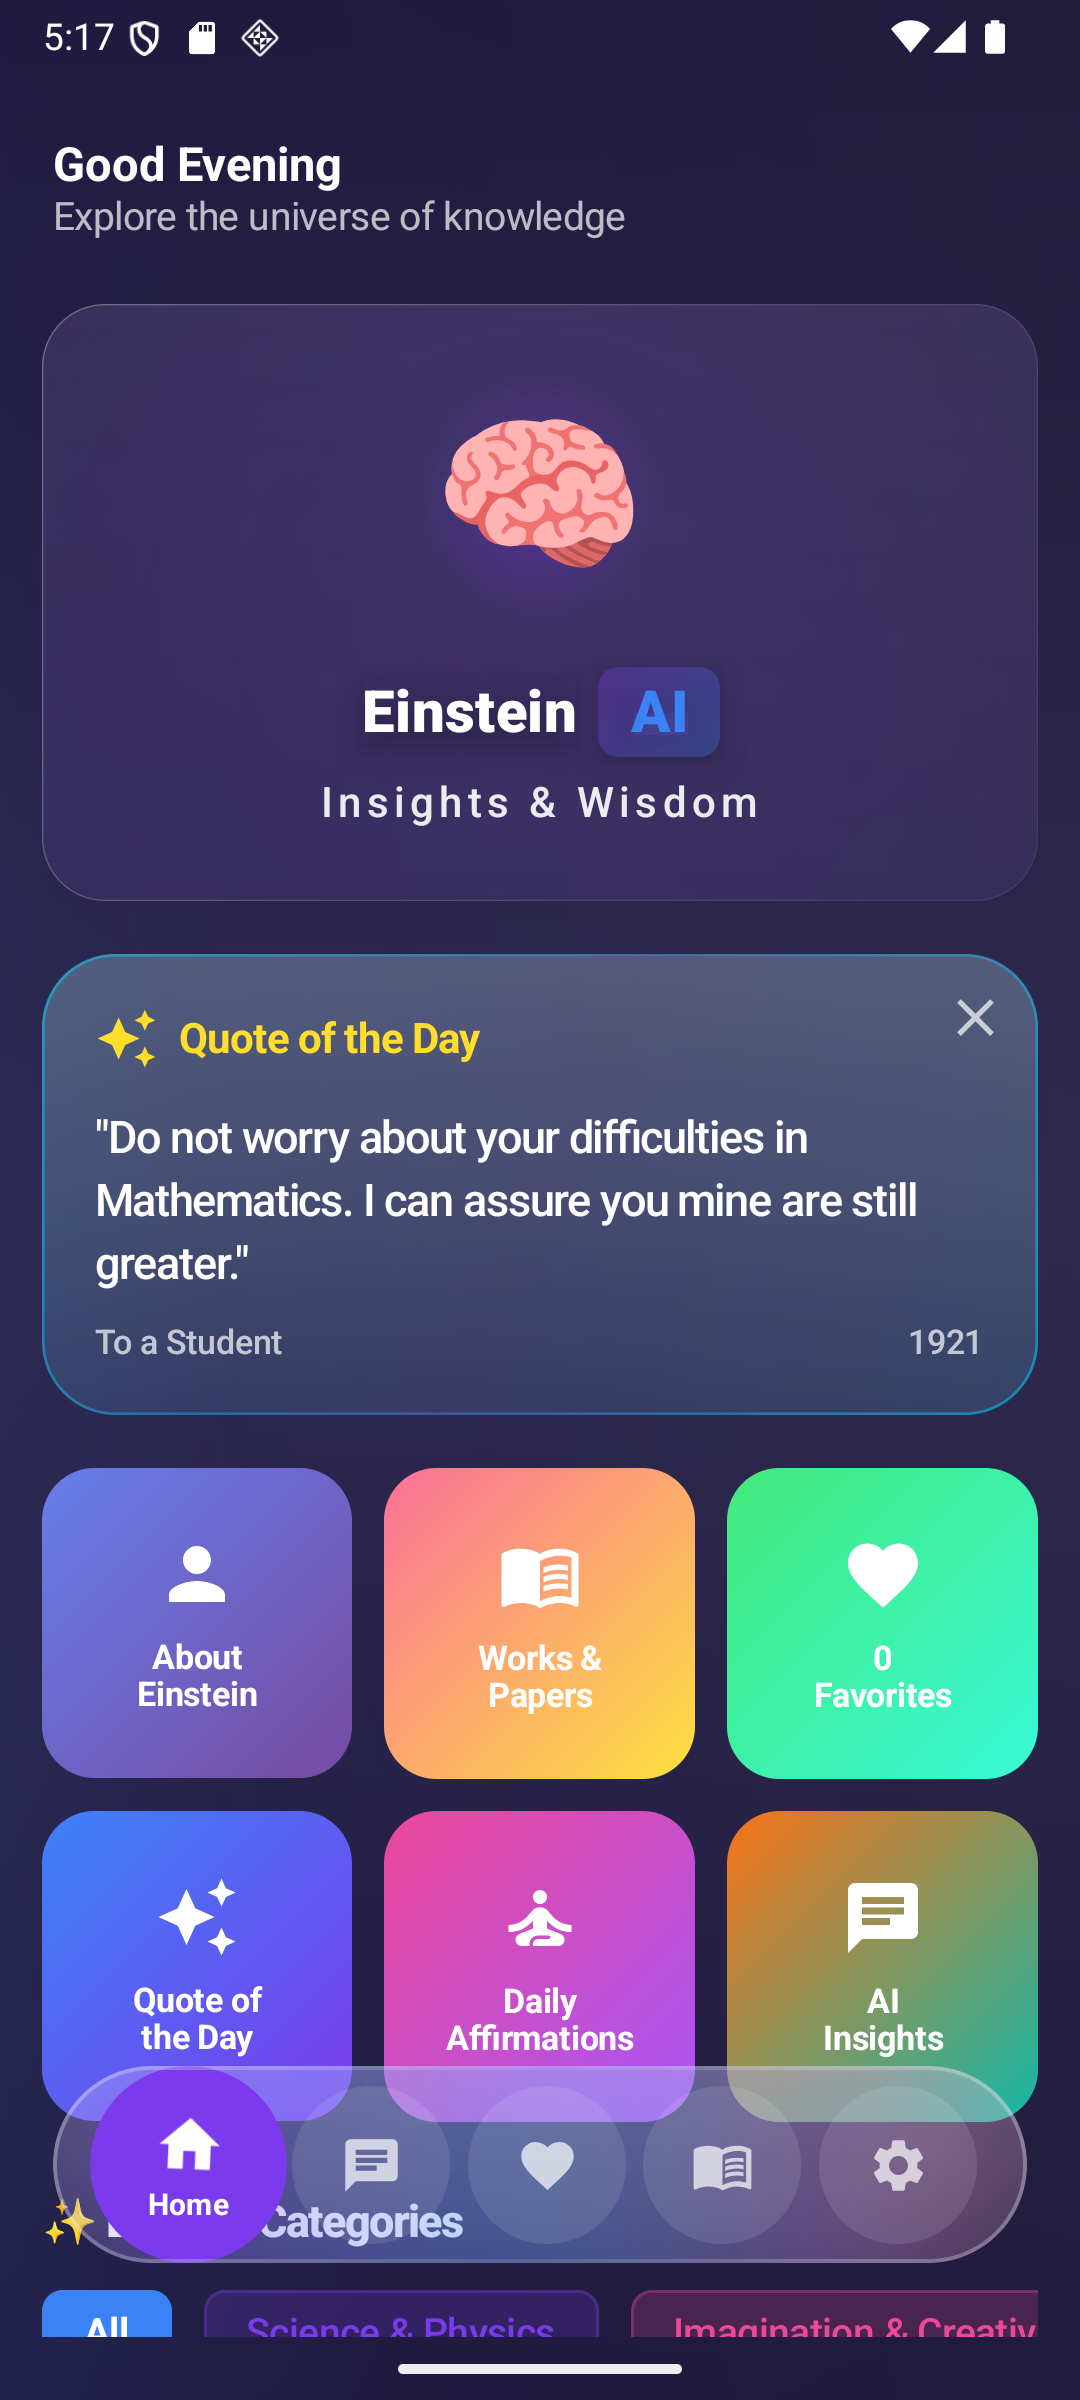 5:17
Good Evening
Explore the universe of knowledge
Einstein AI
Insights & Wisdom
Quote of the Day
"Do not worry about your difficulties in
Mathematics. I can assure you mine are still
greater."
To a Student 1921
About
Einstein
Works &
Papers
0
Favorites
Quote of
the Day
Daily
Affirmations
AI
Insights
Home
Categories
All
Science & Physics
Imagination & Creativ